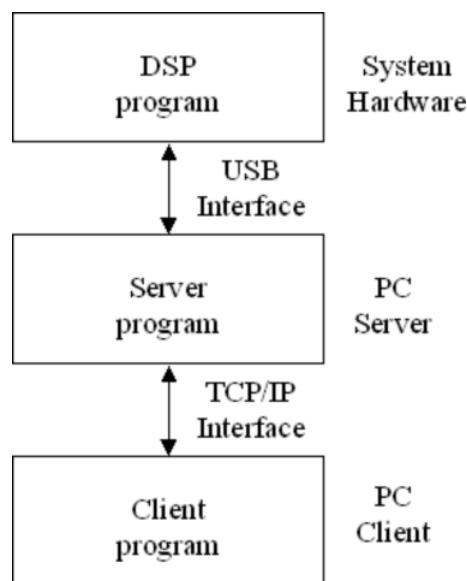 DSP
program
System
Hardware
USB
Interface
Server
program
PC
Server
TCP/IP
Interface
Client
program
PC
Client